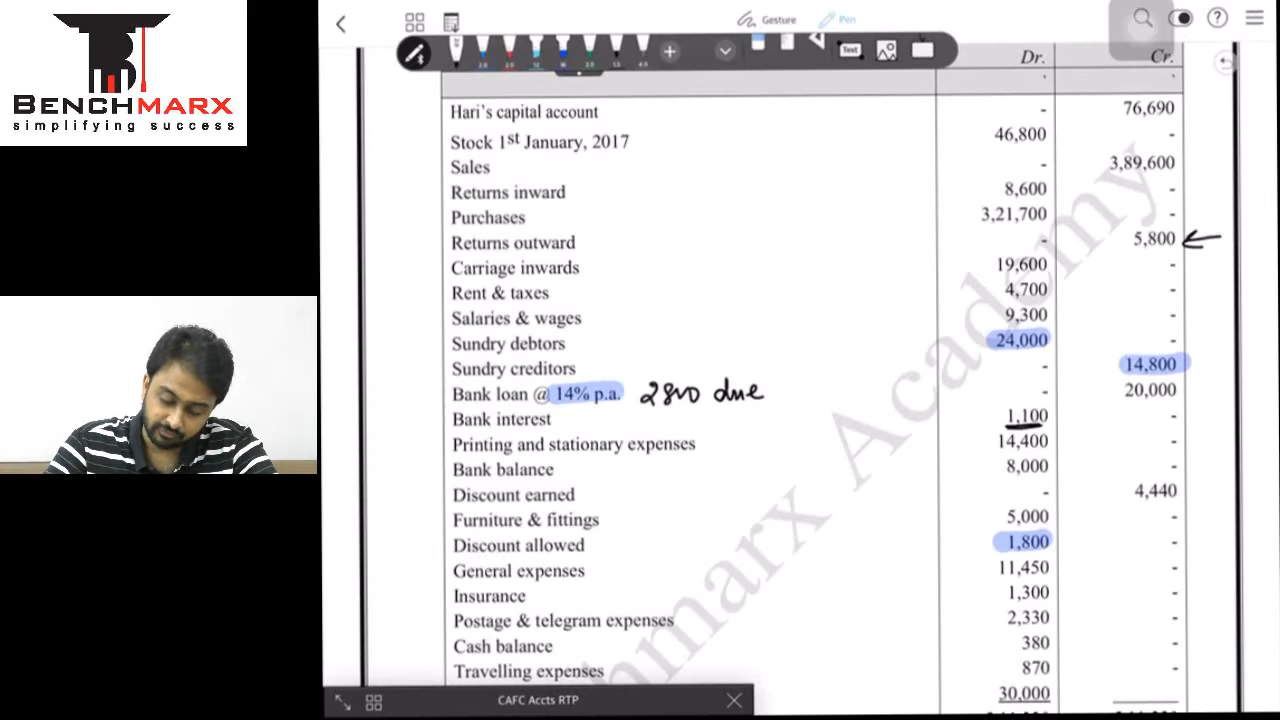 BENCHMARX
simplifying success
Gesture
Pen
Text
Dr. Cr.
Hari's capital account - 76,690
Stock 1st January, 2017 46,800 -
Sales - 3,89,600
Returns inward 8,600 -
Purchases 3,21,700 -
Returns outward - 5,800
Carriage inwards 19,600 -
Rent & taxes 4,700 -
Salaries & wages 9,300 -
Sundry debtors 24,000 -
Sundry creditors - 14,800
Bank loan @ 14% p.a. 2800 due - 20,000
Bank interest 1,100 -
Printing and stationary expenses 14,400 -
Bank balance 8,000 -
Discount earned - 4,440
Furniture & fittings 5,000 -
Discount allowed 1,800 -
General expenses 11,450 -
Insurance 1,300 -
Postage & telegram expenses 2,330 -
Cash balance 380 -
Travelling expenses 870 -
30,000
CAFC Accts RTP
hmarx Academy